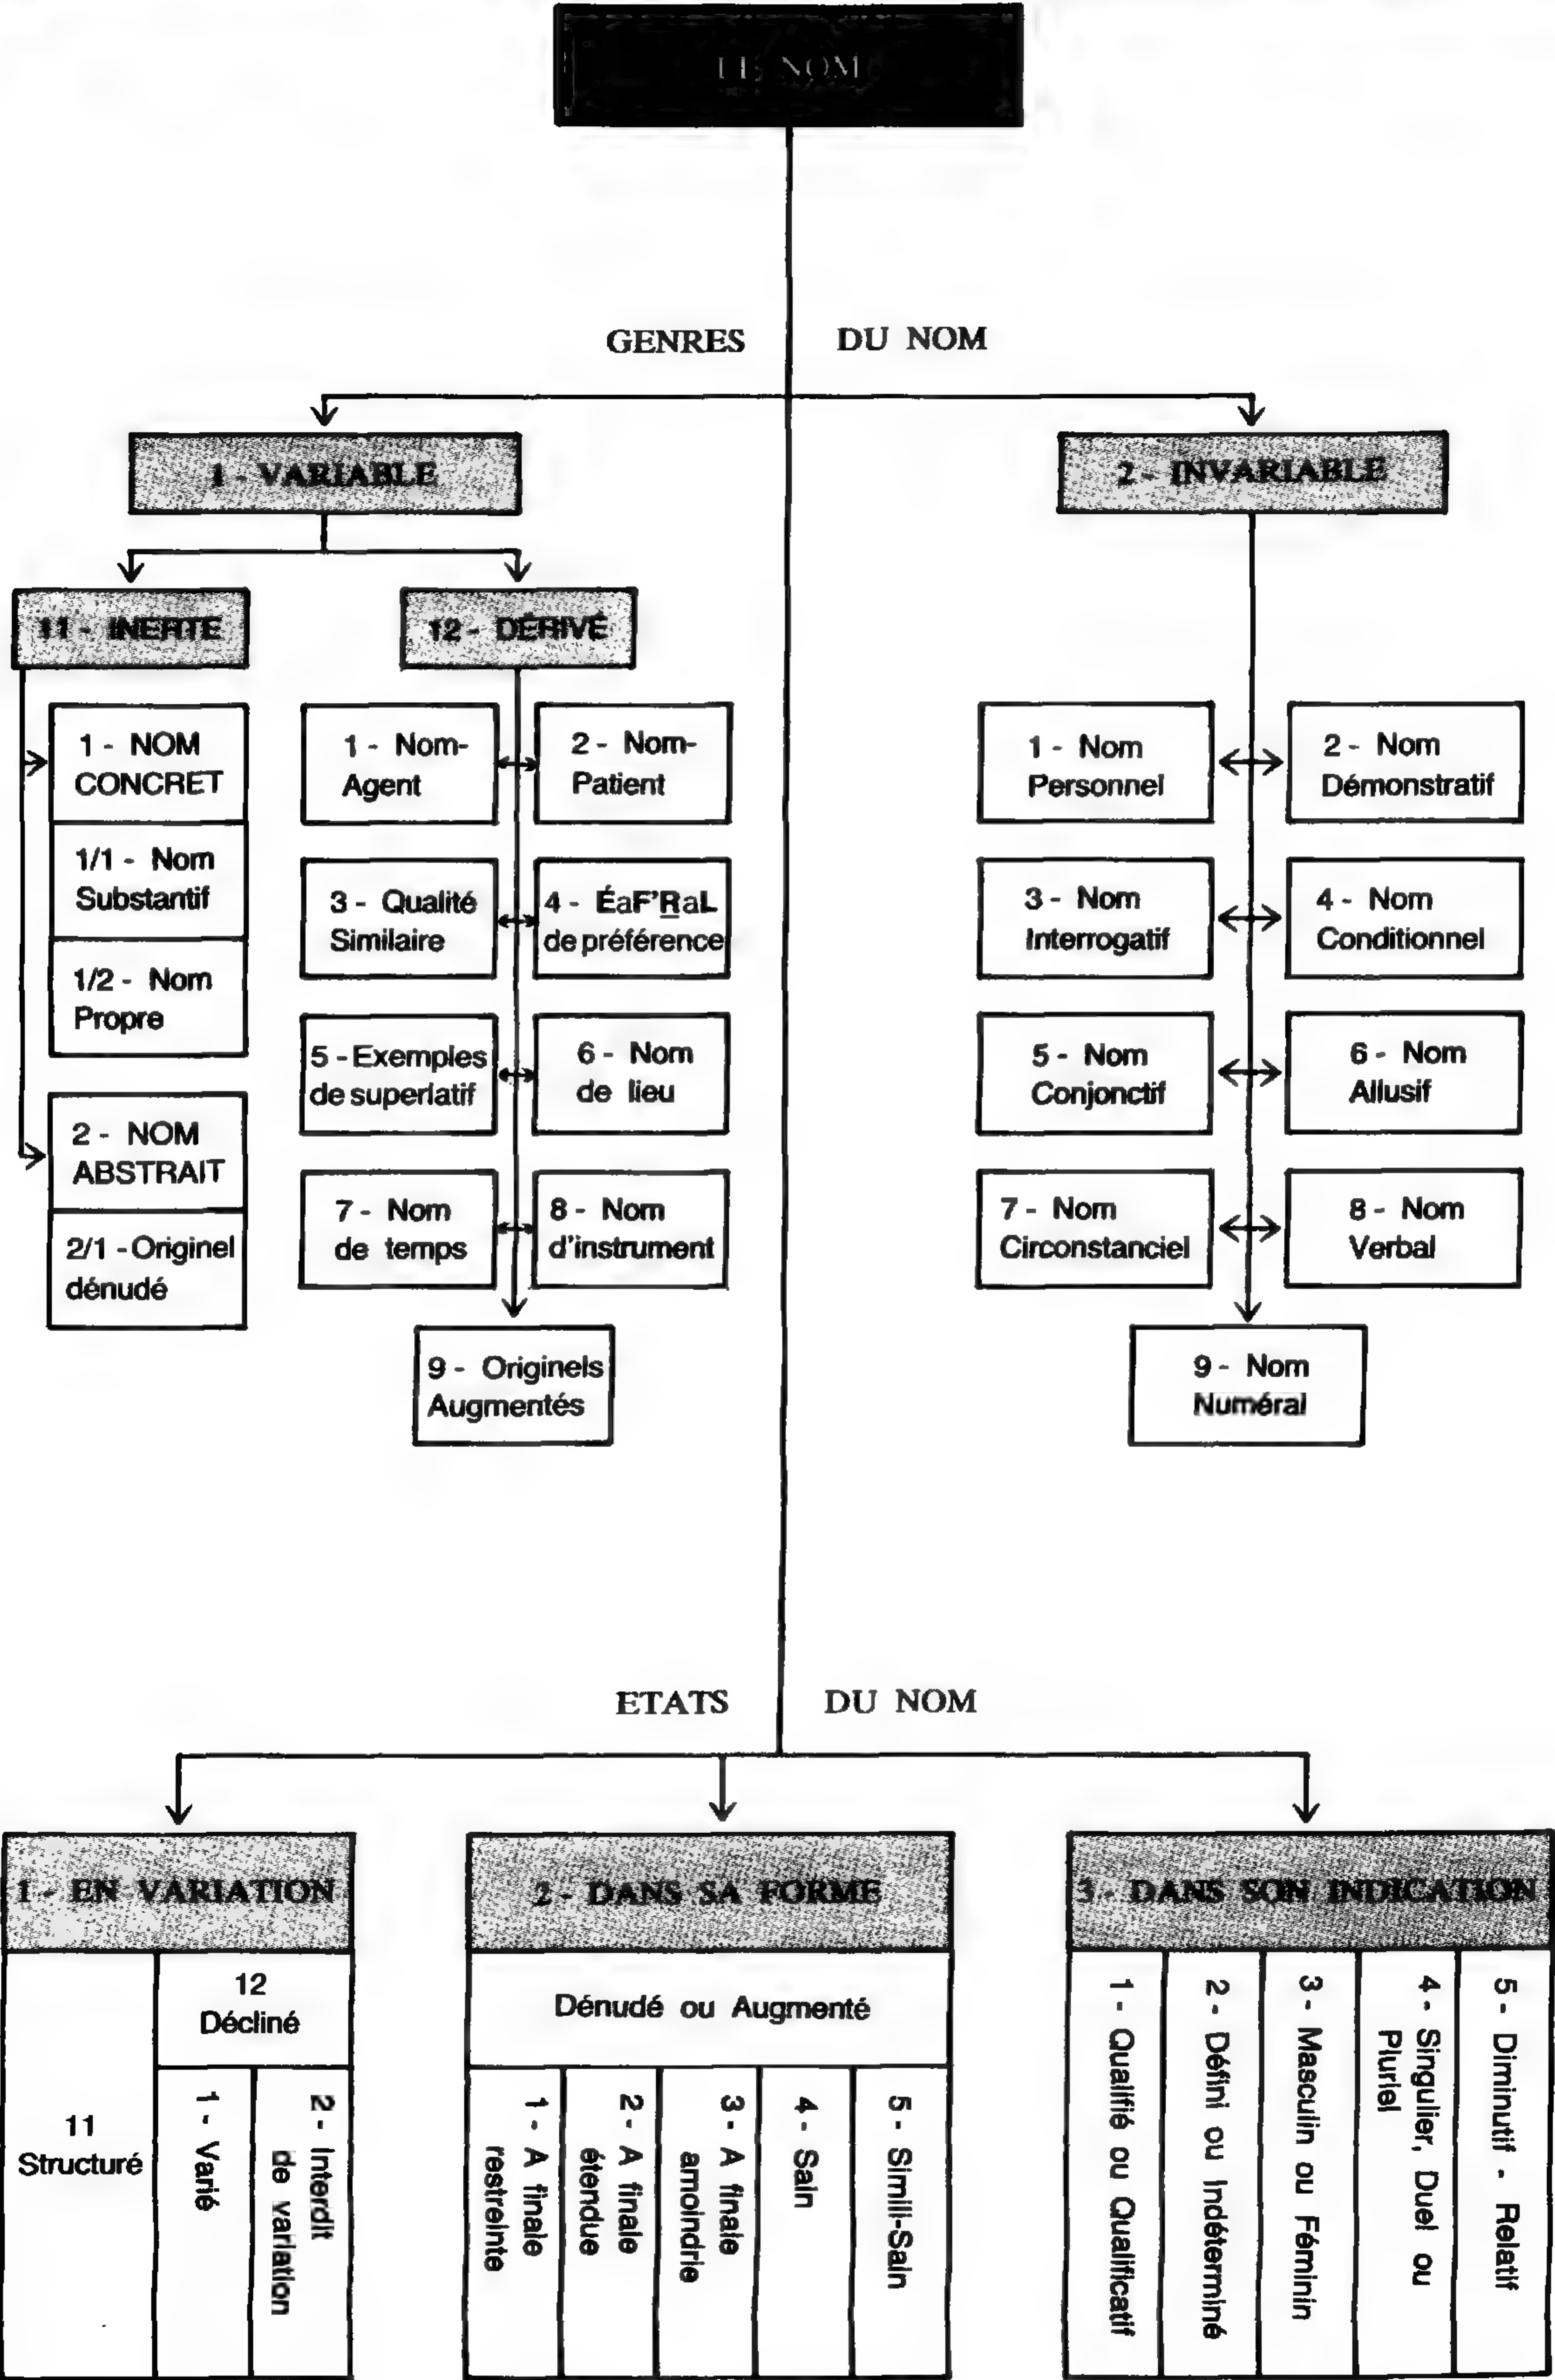 LE NOM
GENRES DU NOM
1 - VARIABLE
2 - INVARIABLE
11 - INERTE
12 - DÉRIVÉ
1 - NOM
CONCRET
1/1 - Nom
Substantif
1/2 - Nom
Propre
2 - NOM
ABSTRAIT
2/1 - Originel
dénudé
1 - Nom-
Agent
2 - Nom-
Patient
3 - Qualité
Similaire
4 - ÉaF'RaL
de préférence
5 - Exemples
de superlatif
6 - Nom
de lieu
7 - Nom
de temps
8 - Nom
d'instrument
9 - Originels
Augmentés
1 - Nom
Personnel
2 - Nom
Démonstratif
3 - Nom
Interrogatif
4 - Nom
Conditionnel
5 - Nom
Conjonctif
6 - Nom
Allusif
7 - Nom
Circonstanciel
8 - Nom
Verbal
9 - Nom
Numéral
ETATS DU NOM
1 - EN VARIATION
11
Structuré
12
Décliné
1 - Varié
2 - Interdit
de variation
2 - DANS SA FORME
Dénudé ou Augmenté
1 - A finale
restreinte
2 - A finale
étendue
3 - A finale
amoindrie
4 - Sain
5 - Simili-Sain
3 - DANS SON INDICATION
1 - Qualifié ou Qualificatif
2 - Défini ou Indéterminé
3 - Masculin ou Féminin
4 - Singulier, Duel ou
Pluriel
5 - Diminutif - Relatif